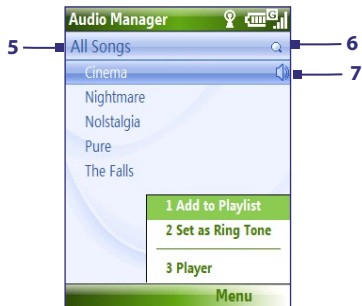 Audio Manager G
5 All Songs 6
Cinema 7
Nightmare
Nolstalgia
Pure
The Falls
1 Add to Playlist
2 Set as Ring Tone
3 Player
Menu